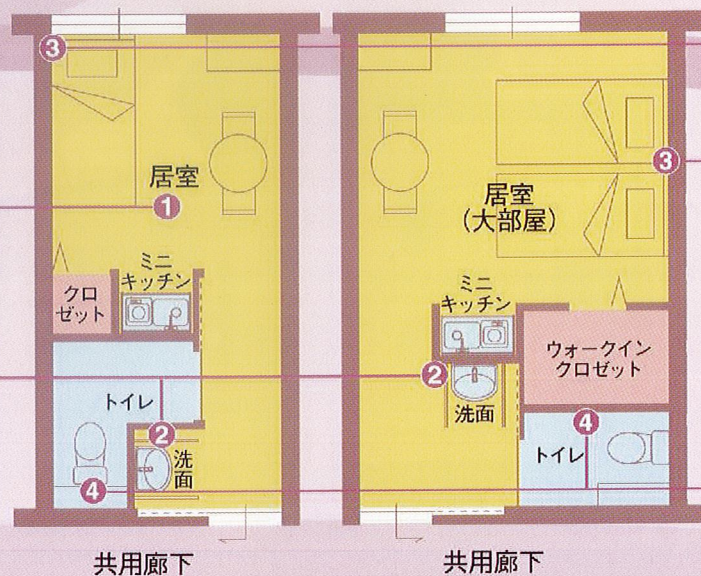 ③
居室
①
ミニ
キッチン
クロ
ゼット
トイレ
②
洗
面
④
共用廊下
③
居室
(大部屋)
ミニ
キッチン
ウォークイン
クロゼット
②
洗面
④
トイレ
共用廊下